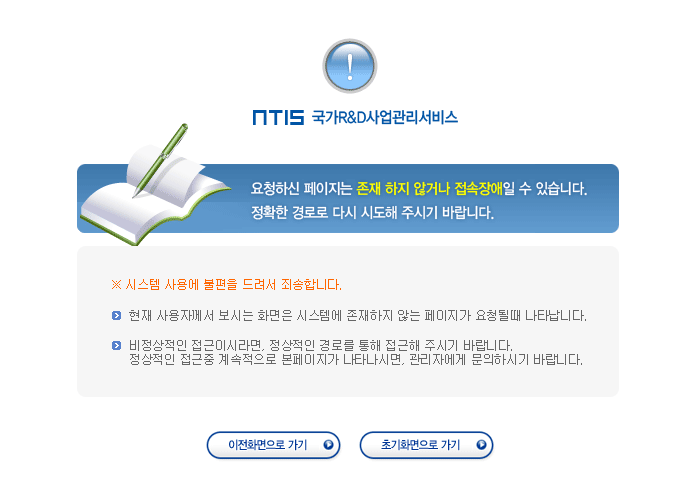 NTIS 국가R&D사업관리서비스
요청하신 페이지는 존재 하지 않거나 접속장애일 수 있습니다.
정확한 경로로 다시 시도해 주시기 바랍니다.
※ 시스템 사용에 불편을 드려서 죄송합니다.
현재 사용자께서 보시는 화면은 시스템에 존재하지 않는 페이지가 요청될때 나타납니다.
비정상적인 접근이시라면, 정상적인 경로를 통해 접근해 주시기 바랍니다.
정상적인 접근중 계속적으로 본페이지가 나타나시면, 관리자에게 문의하시기 바랍니다.
이전화면으로 가기
초기화면으로 가기